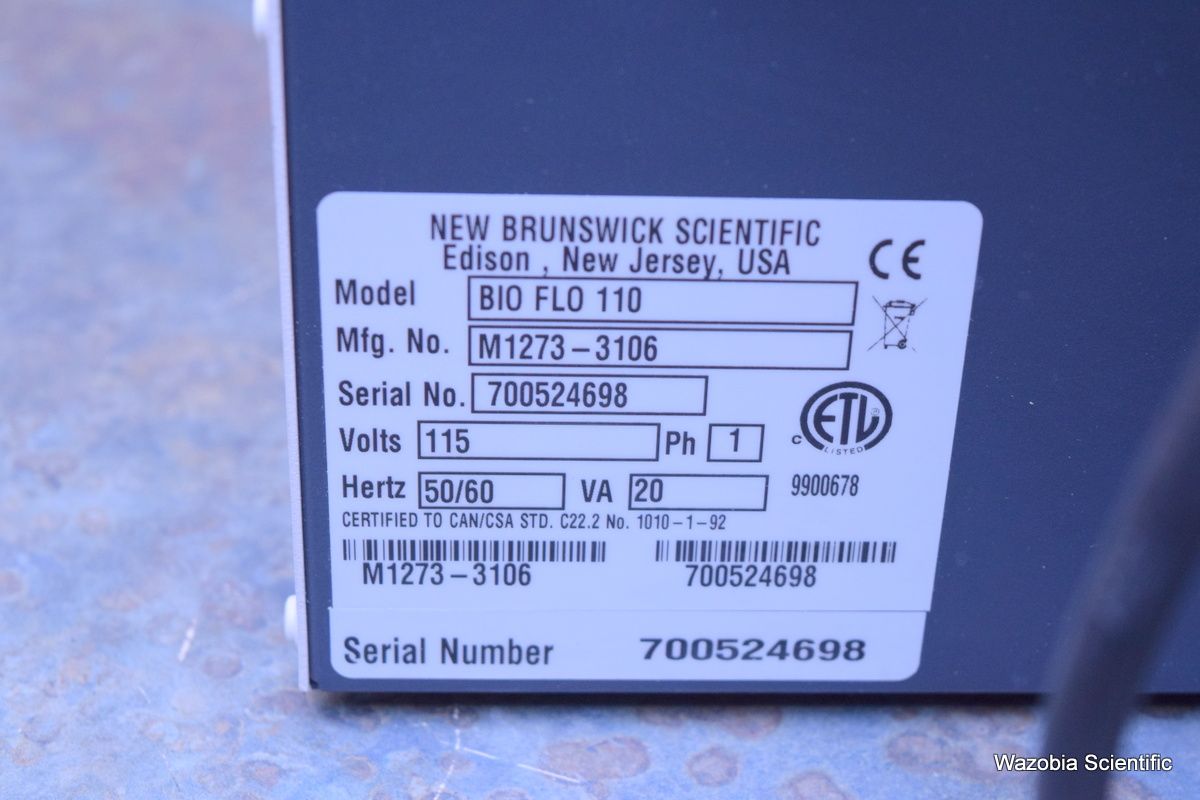 NEW BRUNSWICK SCIENTIFIC
Edison , New Jersey, USA
CE
Model BIO FLO 110
Mfg. No. M1273-3106
Serial No. 700524698
Volts 115 Ph 1
C ETL ® LISTED
Hertz 50/60 VA 20 9900678
CERTIFIED TO CAN/CSA STD. C22.2 No. 1010-1-92
M1273-3106 700524698
Serial Number 700524698
Wazobia Scientific